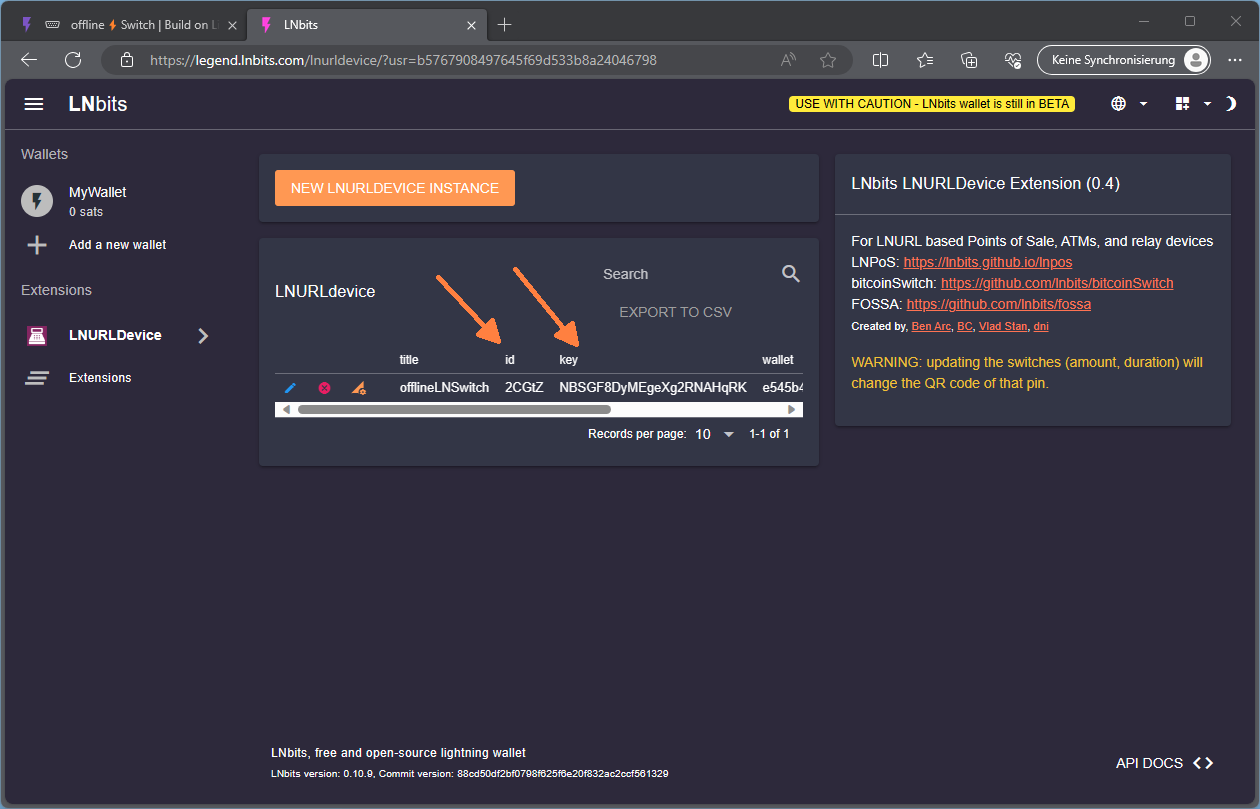 offline⚡Switch | Build on L
LNbits
https://legend.lnbits.com/lnurldevice/?usr=b5767908497645f69d533b8a24046798
Keine Synchronisierung
LNbits
USE WITH CAUTION - LNbits wallet is still in BETA
Wallets
MyWallet
0 sats
Add a new wallet
Extensions
LNURLDevice
Extensions
NEW LNURLDEVICE INSTANCE
LNURLdevice
Search
EXPORT TO CSV
title id key wallet
offlineLNSwitch 2CGtZ NBSGF8DyMEgeXg2RNAHqRK e545b4
Records per page: 10 1-1 of 1
LNbits LNURLDevice Extension (0.4)
For LNURL based Points of Sale, ATMs, and relay devices
LNPoS: https://lnbits.github.io/lnpos
bitcoinSwitch: https://github.com/lnbits/bitcoinSwitch
FOSSA: https://github.com/lnbits/fossa
Created by, Ben Arc, BC, Vlad Stan, dni
WARNING: updating the switches (amount, duration) will
change the QR code of that pin.
LNbits, free and open-source lightning wallet
LNbits version: 0.10.9, Commit version: 88cd50df2bf0798f625f6e20f832ac2ccf561329
API DOCS